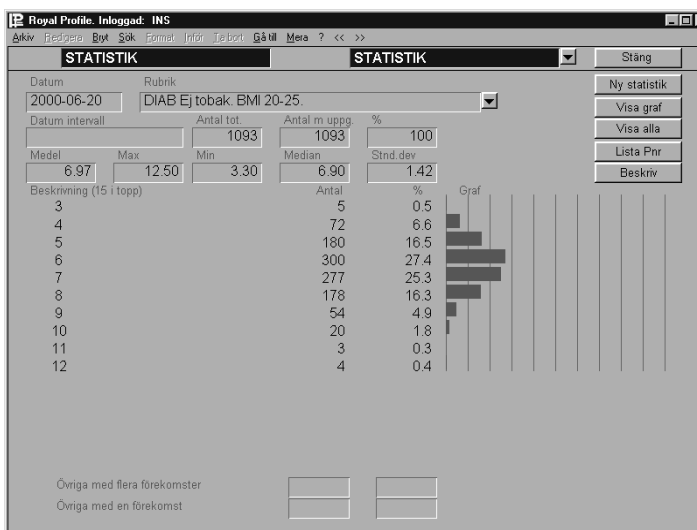 Royal Profile. Inloggad: INS
Arkiv Redigera Bryt Sök Format Infór Ta bort Gå till Mera ? << >>
STATISTIK STATISTIK Stäng
Datum Rubrik Ny statistik
2000-06-20 DIAB Ej tobak. BMI 20-25. Visa graf
Datum intervall Antal tot. Antal m uppg. % Visa alla
1093 1093 100
Lista Pnr
Medel Max Min Median Stnd.dev Beskriv
6.97 12.50 3.30 6.90 1.42
Beskrivning (15 i topp) Antal % Graf
3 5 0.5
4 72 6.6
5 180 16.5
6 300 27.4
7 277 25.3
8 178 16.3
9 54 4.9
10 20 1.8
11 3 0.3
12 4 0.4
Övriga med flera förekomster
Övriga med en förekomst